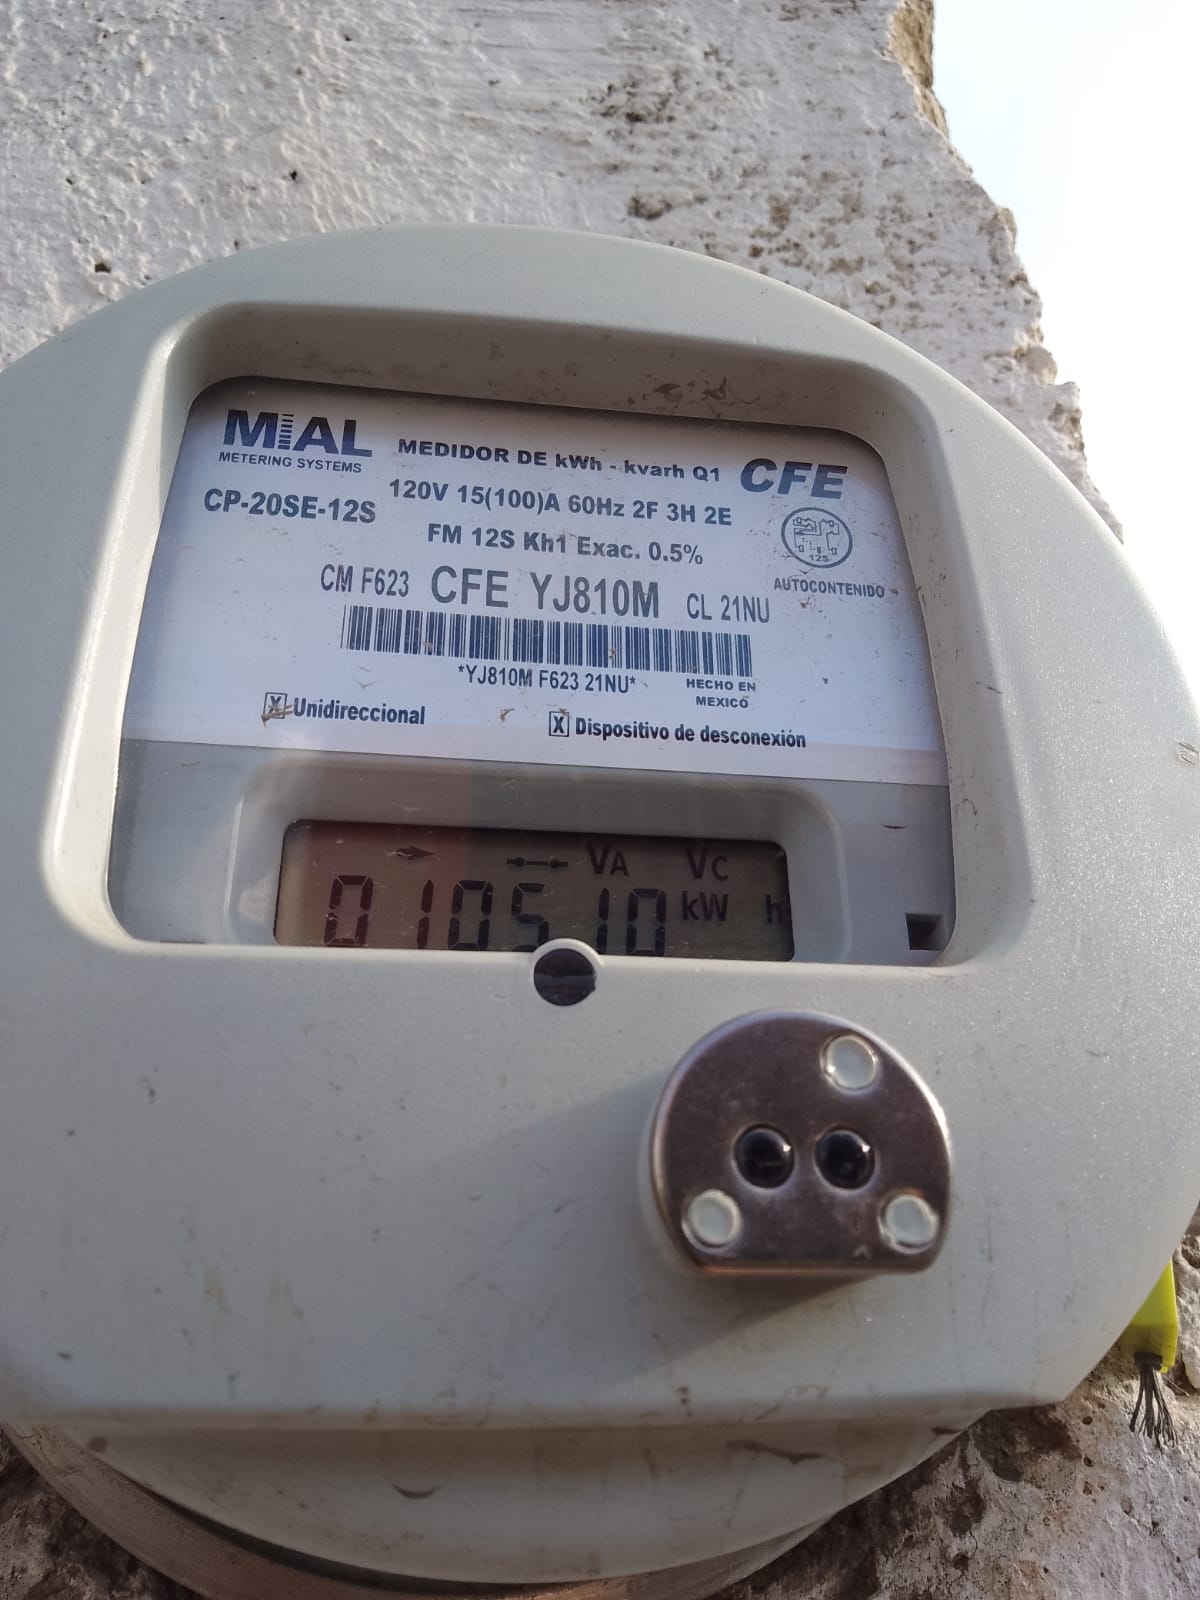 MIAL
METERING SYSTEMS
MEDIDOR DE kWh - kvarh Q1
CFE
CP-20SE-12S
120V 15(100)A 60Hz 2F 3H 2E
FM 12S Kh1 Exac. 0.5%
12S
AUTOCONTENIDO
CM F623 CFE YJ810M CL 21NU
*YJ810M F623 21NU*
HECHO EN
MEXICO
X Unidireccional
X Dispositivo de desconexión
VA VC
010510 kW h